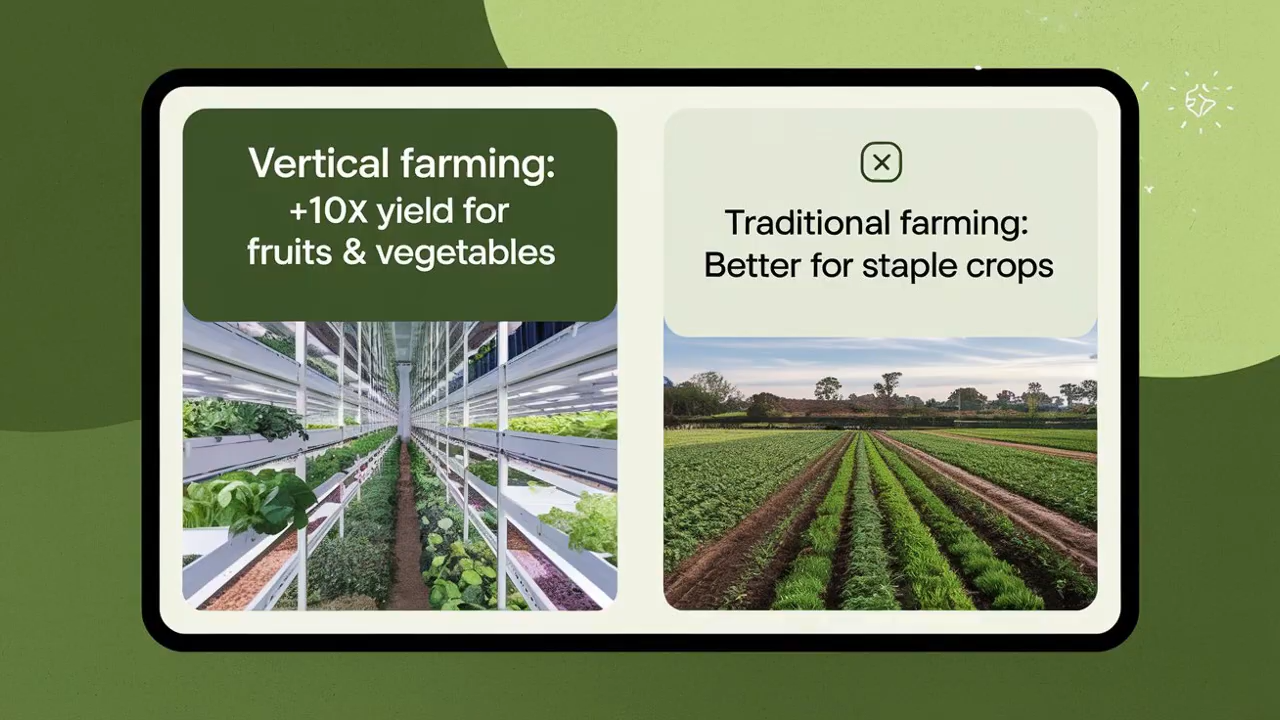 Vertical farming:
+10x yield for
fruits & vegetables
Traditional farming:
Better for staple crops